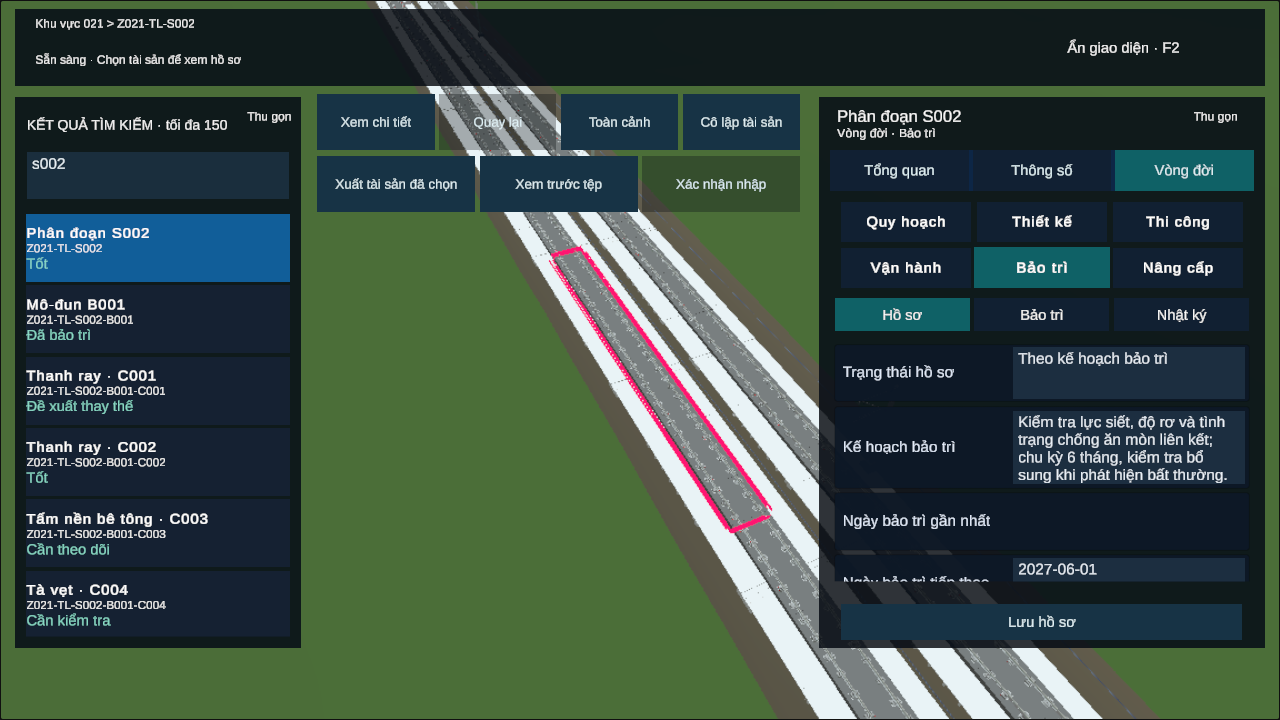 Khu vực 021 > Z021-TL-S002
Sẵn sàng · Chọn tài sản để xem hồ sơ
Ẩn giao diện · F2
KẾT QUẢ TÌM KIẾM · tối đa 150
Thu gọn
s002
Phân đoạn S002
Z021-TL-S002
Tốt
Mô-đun B001
Z021-TL-S002-B001
Đã bảo trì
Thanh ray · C001
Z021-TL-S002-B001-C001
Đề xuất thay thế
Thanh ray · C002
Z021-TL-S002-B001-C002
Tốt
Tấm nền bê tông · C003
Z021-TL-S002-B001-C003
Cần theo dõi
Tà vẹt · C004
Z021-TL-S002-B001-C004
Cần kiểm tra
Xem chi tiết
Quay lại
Toàn cảnh
Cô lập tài sản
Xuất tài sản đã chọn
Xem trước tệp
Xác nhận nhập
Phân đoạn S002
Thu gọn
Vòng đời · Bảo trì
Tổng quan
Thông số
Vòng đời
Quy hoạch
Thiết kế
Thi công
Vận hành
Bảo trì
Nâng cấp
Hồ sơ
Bảo trì
Nhật ký
Trạng thái hồ sơ
Theo kế hoạch bảo trì
Kế hoạch bảo trì
Kiểm tra lực siết, độ rơ và tình
trạng chống ăn mòn liên kết;
chu kỳ 6 tháng, kiểm tra bổ
sung khi phát hiện bất thường.
Ngày bảo trì gần nhất
Ngày bảo trì tiếp theo
2027-06-01
Lưu hồ sơ